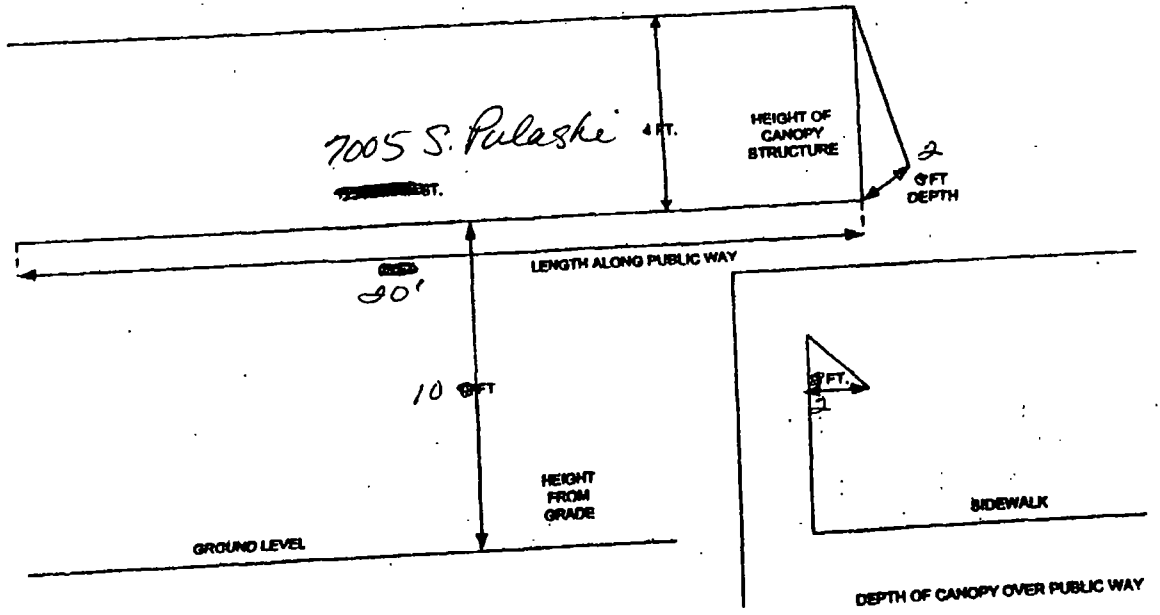 7005 S. Pulaski
ST.
4 FT.
HEIGHT OF
CANOPY
STRUCTURE
2
FT
DEPTH
LENGTH ALONG PUBLIC WAY
20'
10 FT
HEIGHT
FROM
GRADE
GROUND LEVEL
FT.
2
SIDEWALK
DEPTH OF CANOPY OVER PUBLIC WAY